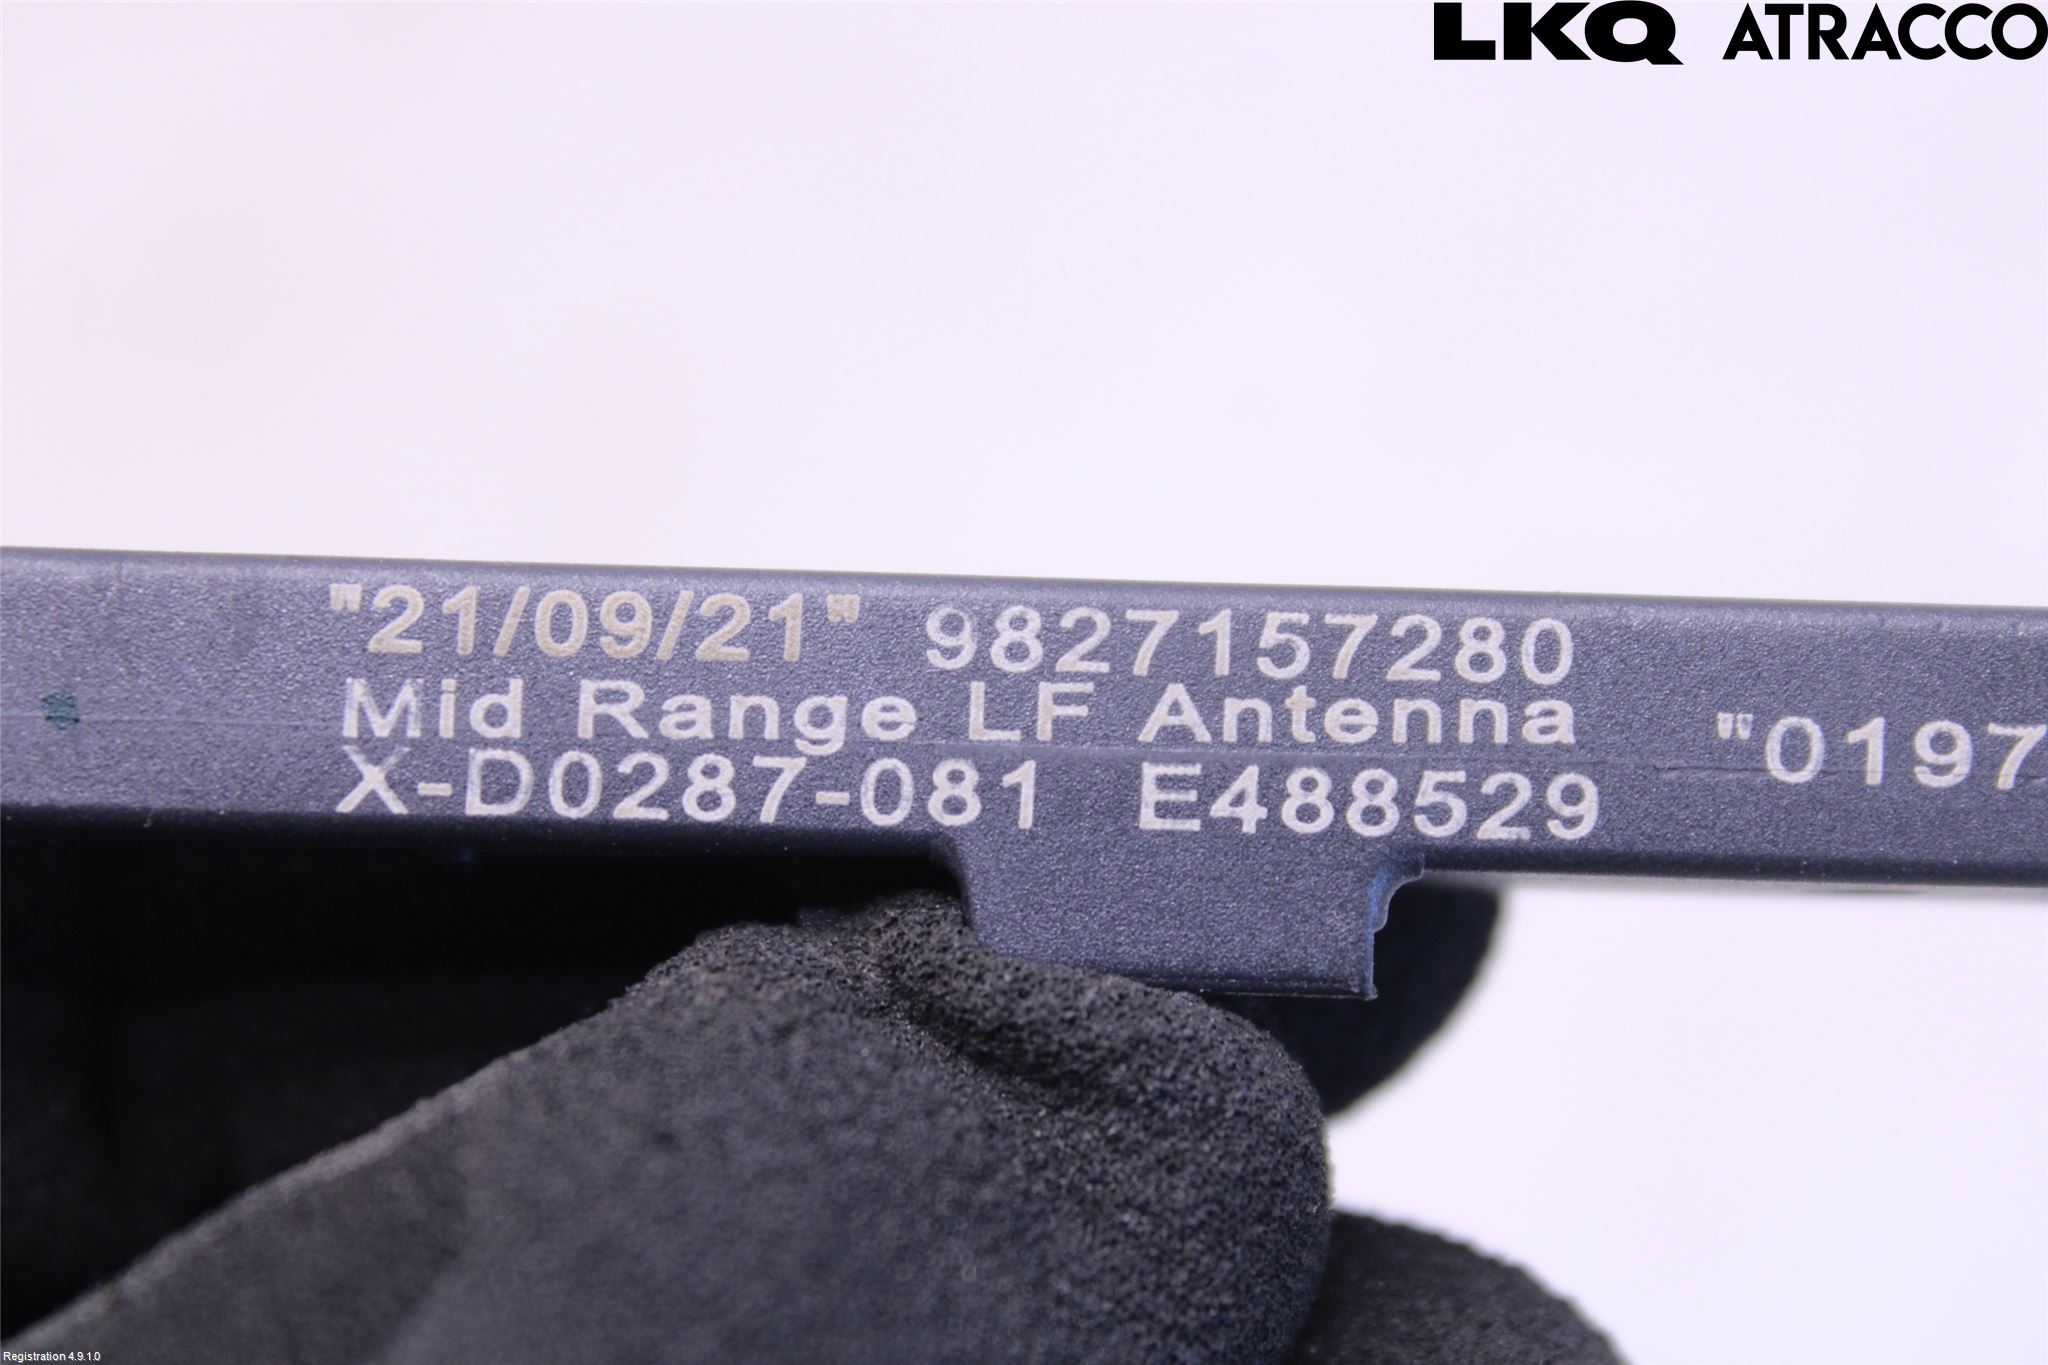 LKQ ATRACCO
"21/09/21" 9827157280
Mid Range LF Antenna
"0197
X-D0287-081 E488529
Registration 4.9.1.0